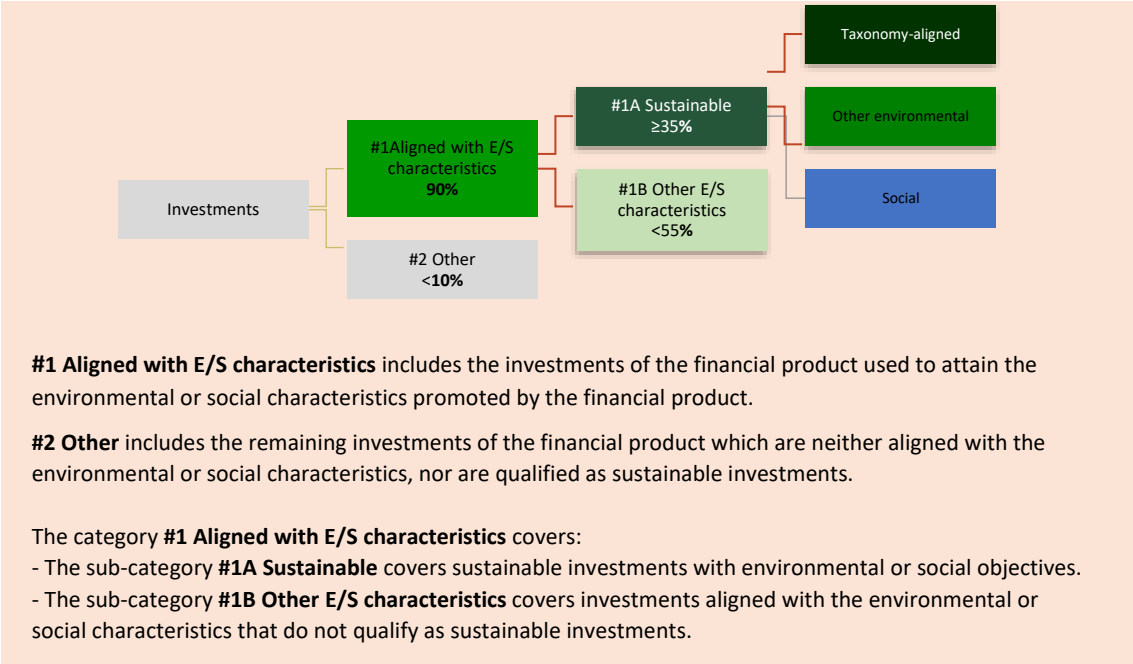 Taxonomy-aligned
#1A Sustainable
≥35%
Other environmental
#1Aligned with E/S
characteristics
90%
#1B Other E/S
characteristics
<55%
Social
Investments
#2 Other
<10%
#1 Aligned with E/S characteristics includes the investments of the financial product used to attain the
environmental or social characteristics promoted by the financial product.
#2 Other includes the remaining investments of the financial product which are neither aligned with the
environmental or social characteristics, nor are qualified as sustainable investments.
The category #1 Aligned with E/S characteristics covers:
- The sub-category #1A Sustainable covers sustainable investments with environmental or social objectives.
- The sub-category #1B Other E/S characteristics covers investments aligned with the environmental or
social characteristics that do not qualify as sustainable investments.